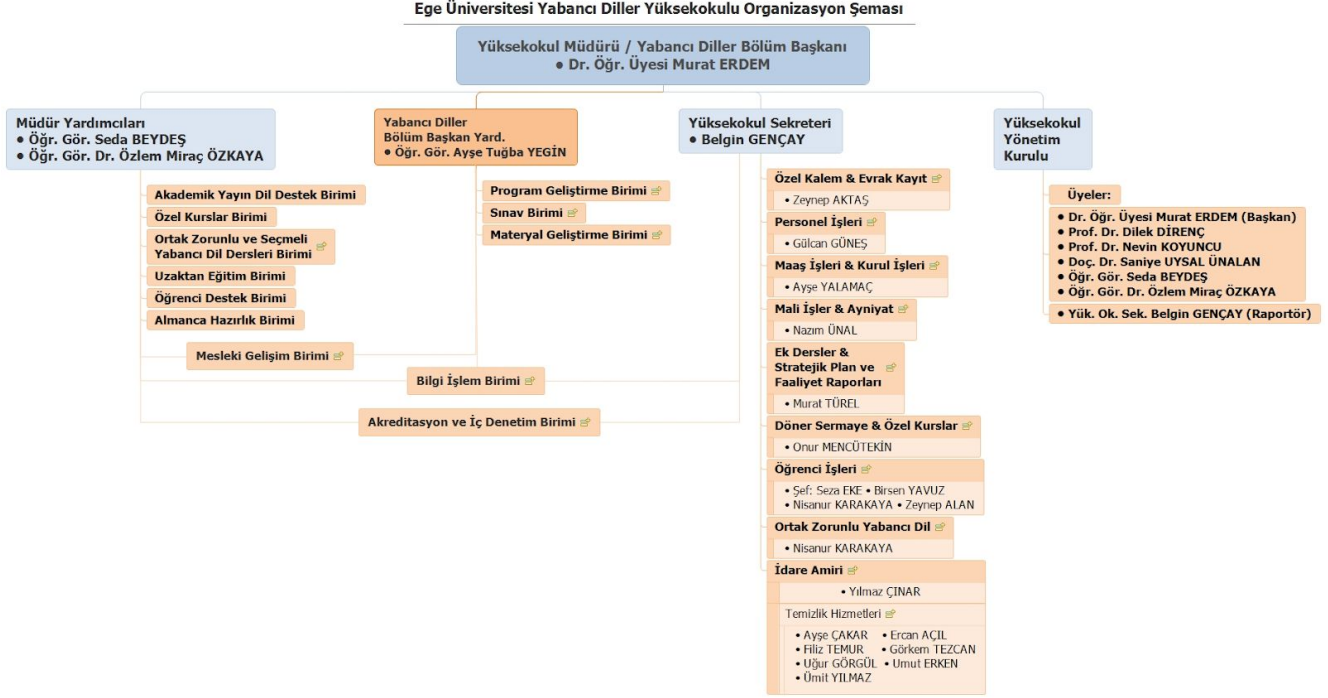 Ege Üniversitesi Yabancı Diller Yüksekokulu Organizasyon Şeması
Yüksekokul Müdürü / Yabancı Diller Bölüm Başkanı
• Dr. Öğr. Üyesi Murat ERDEM
Müdür Yardımcıları
• Öğr. Gör. Seda BEYDEŞ
• Öğr. Gör. Dr. Özlem Miraç ÖZKAYA
Akademik Yayın Dil Destek Birimi
Özel Kurslar Birimi
Ortak Zorunlu ve Seçmeli
Yabancı Dil Dersleri Birimi
Uzaktan Eğitim Birimi
Öğrenci Destek Birimi
Almanca Hazırlık Birimi
Mesleki Gelişim Birimi
Bilgi İşlem Birimi
Akreditasyon ve İç Denetim Birimi
Yabancı Diller
Bölüm Başkan Yard.
• Öğr. Gör. Ayşe Tuğba YEGİN
Program Geliştirme Birimi
Sınav Birimi
Materyal Geliştirme Birimi
Yüksekokul Sekreteri
• Belgin GENÇAY
Özel Kalem & Evrak Kayıt
• Zeynep AKTAŞ
Personel İşleri
• Gülcan GÜNEŞ
Maaş İşleri & Kurul İşleri
• Ayşe YALAMAÇ
Mali İşler & Ayniyat
• Nazım ÜNAL
Ek Dersler &
Stratejik Plan ve
Faaliyet Raporları
• Murat TÜREL
Döner Sermaye & Özel Kurslar
• Onur MENCÜTEKİN
Öğrenci İşleri
• Şef: Seza EKE • Birsen YAVUZ
• Nisanur KARAKAYA • Zeynep ALAN
Ortak Zorunlu Yabancı Dil
• Nisanur KARAKAYA
İdare Amiri
• Yılmaz ÇINAR
Temizlik Hizmetleri
• Ayşe ÇAKAR • Ercan AÇIL
• Filiz TEMUR • Görkem TEZCAN
• Uğur GÖRGÜL • Umut ERKEN
• Ümit YILMAZ
Yüksekokul
Yönetim
Kurulu
Üyeler:
• Dr. Öğr. Üyesi Murat ERDEM (Başkan)
• Prof. Dr. Dilek DİRENÇ
• Prof. Dr. Nevin KOYUNCU
• Doç. Dr. Saniye UYSAL ÜNALAN
• Öğr. Gör. Seda BEYDEŞ
• Öğr. Gör. Dr. Özlem Miraç ÖZKAYA
• Yük. Ok. Sek. Belgin GENÇAY (Raportör)